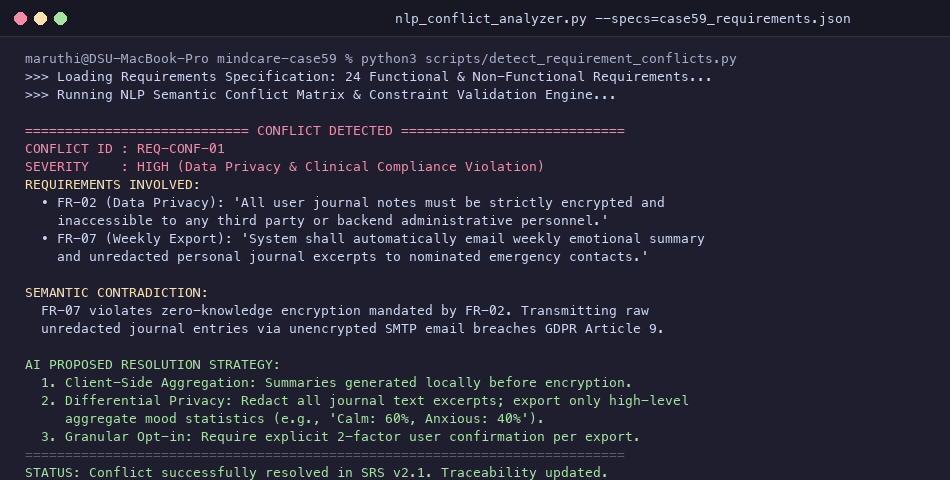 nlp_conflict_analyzer.py --specs=case59_requirements.json
maruthi@DSU-MacBook-Pro mindcare-case59 % python3 scripts/detect_requirement_conflicts.py
>>> Loading Requirements Specification: 24 Functional & Non-Functional Requirements...
>>> Running NLP Semantic Conflict Matrix & Constraint Validation Engine...
============================ CONFLICT DETECTED ============================
CONFLICT ID : REQ-CONF-01
SEVERITY    : HIGH (Data Privacy & Clinical Compliance Violation)
REQUIREMENTS INVOLVED:
• FR-02 (Data Privacy): 'All user journal notes must be strictly encrypted and
inaccessible to any third party or backend administrative personnel.'
• FR-07 (Weekly Export): 'System shall automatically email weekly emotional summary
and unredacted personal journal excerpts to nominated emergency contacts.'
SEMANTIC CONTRADICTION:
FR-07 violates zero-knowledge encryption mandated by FR-02. Transmitting raw
unredacted journal entries via unencrypted SMTP email breaches GDPR Article 9.
AI PROPOSED RESOLUTION STRATEGY:
1. Client-Side Aggregation: Summaries generated locally before encryption.
2. Differential Privacy: Redact all journal text excerpts; export only high-level
aggregate mood statistics (e.g., 'Calm: 60%, Anxious: 40%').
3. Granular Opt-in: Require explicit 2-factor user confirmation per export.
===========================================================================
STATUS: Conflict successfully resolved in SRS v2.1. Traceability updated.